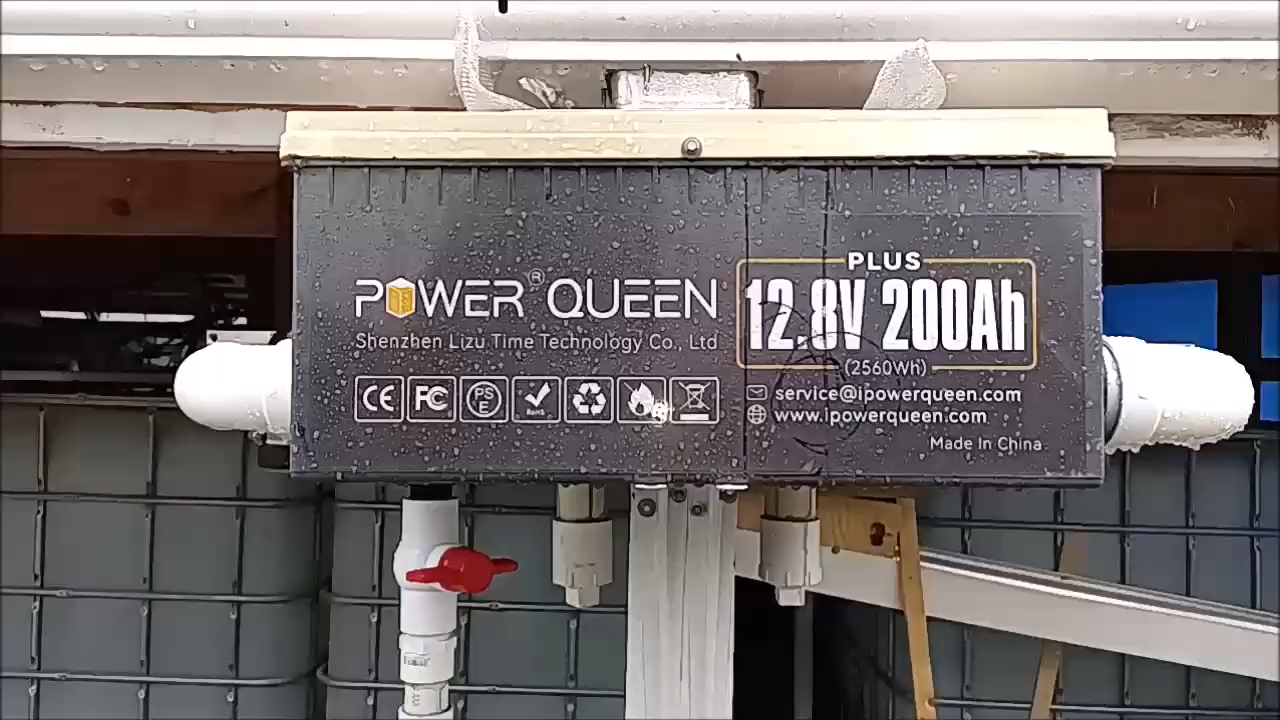 POWER® QUEEN
Shenzhen Lizu Time Technology Co., Ltd
CE FC PSE RoHS
PLUS
12.8V 200Ah
(2560Wh)
service@ipowerqueen.com
www.ipowerqueen.com
Made In China